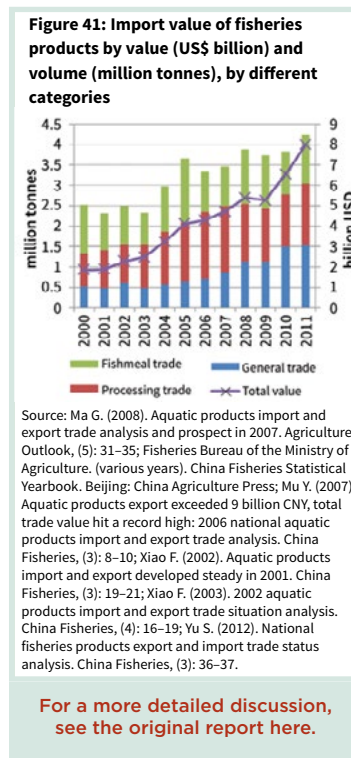 Figure 41: Import value of fisheries
products by value (US$ billion) and
volume (million tonnes), by different
categories
million tonnes
4.5
4
3.5
3
2.5
2
1.5
1
0.5
0
9
8
7
6
5
4
3
2
1
0
billion USD
2000 2001 2002 2003 2004 2005 2006 2007 2008 2009 2010 2011
Fishmeal trade General trade
Processing trade Total value
Source: Ma G. (2008). Aquatic products import and
export trade analysis and prospect in 2007. Agriculture
Outlook, (5): 31–35; Fisheries Bureau of the Ministry of
Agriculture. (various years). China Fisheries Statistical
Yearbook. Beijing: China Agriculture Press; Mu Y. (2007)
Aquatic products export exceeded 9 billion CNY, total
trade value hit a record high: 2006 national aquatic
products import and export trade analysis. China
Fisheries, (3): 8–10; Xiao F. (2002). Aquatic products
import and export developed steady in 2001. China
Fisheries, (3): 19–21; Xiao F. (2003). 2002 aquatic
products import and export trade situation analysis.
China Fisheries, (4): 16–19; Yu S. (2012). National
fisheries products export and import trade status
analysis. China Fisheries, (3): 36–37.
For a more detailed discussion,
see the original report here.